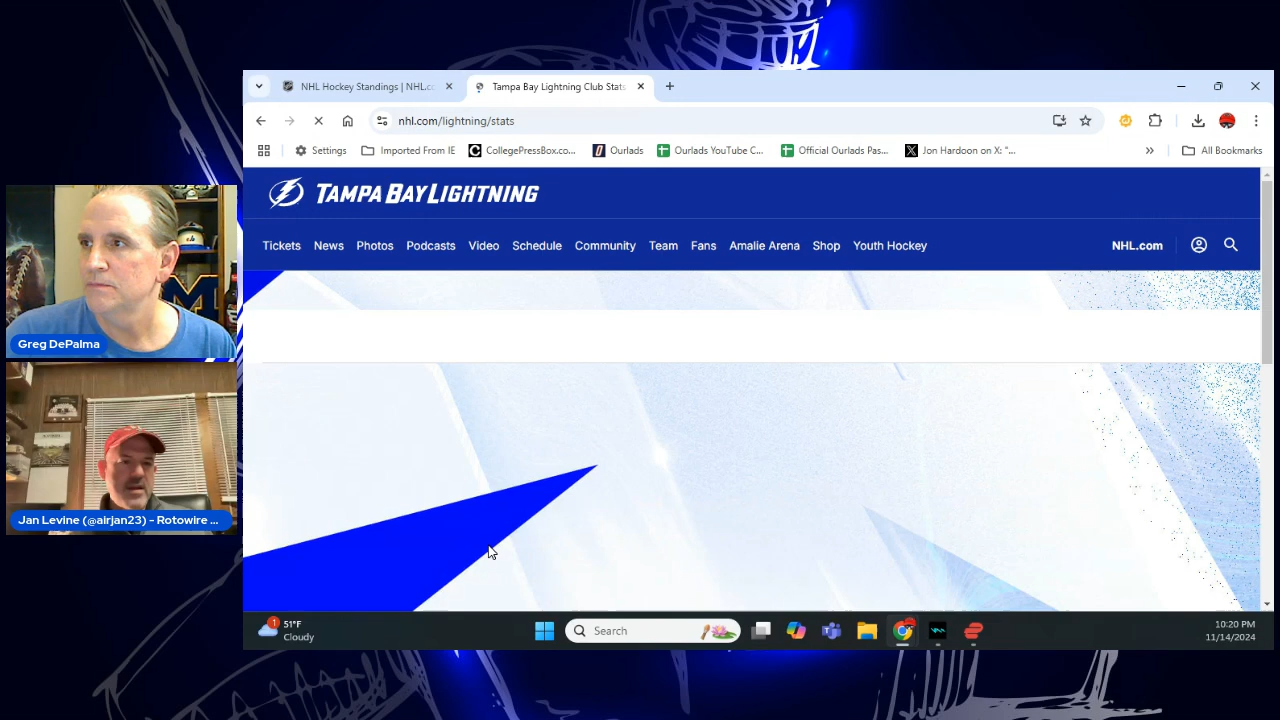 NHL Hockey Standings | NHL.cc
Tampa Bay Lightning Club Stats
nhl.com/lightning/stats
Settings
Imported From IE
CollegePressBox.co...
Ourlads
Ourlads YouTube C...
Official Ourlads Pas...
Jon Hardoon on X: "...
All Bookmarks
TAMPA BAY LIGHTNING
Tickets News Photos Podcasts Video Schedule Community Team Fans Amalie Arena Shop Youth Hockey NHL.com
Greg DePalma
Jan Levine (@airjan23) - Rotowire ...
1
51°F
Cloudy
Search
10:20 PM
11/14/2024